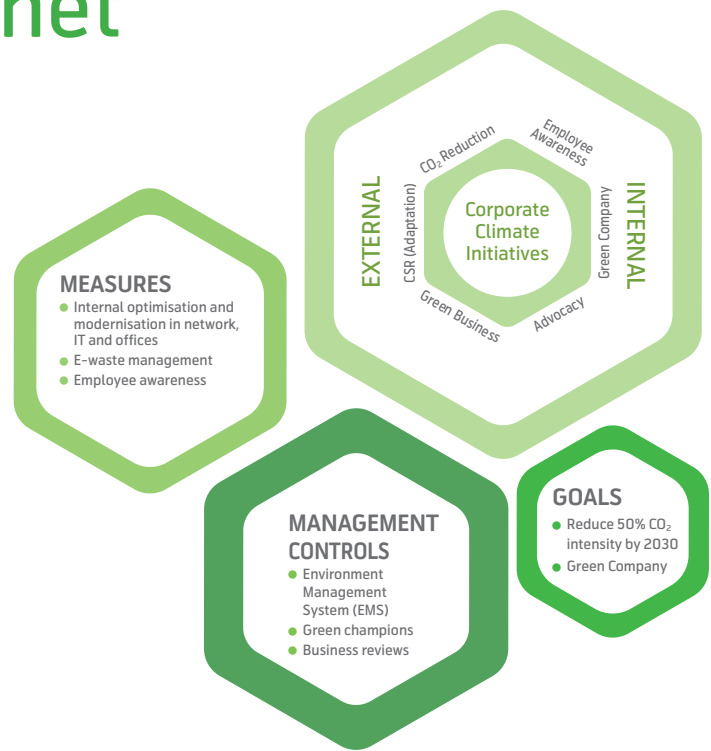 net
EXTERNAL
INTERNAL
CO₂ Reduction
Employee
Awareness
Green Company
Advocacy
Green Business
CSR (Adaptation)
Corporate
Climate
Initiatives
MEASURES
Internal optimisation and
modernisation in network,
IT and offices
E-waste management
Employee awareness
MANAGEMENT
CONTROLS
Environment
Management
System (EMS)
Green champions
Business reviews
GOALS
Reduce 50% CO₂
intensity by 2030
Green Company